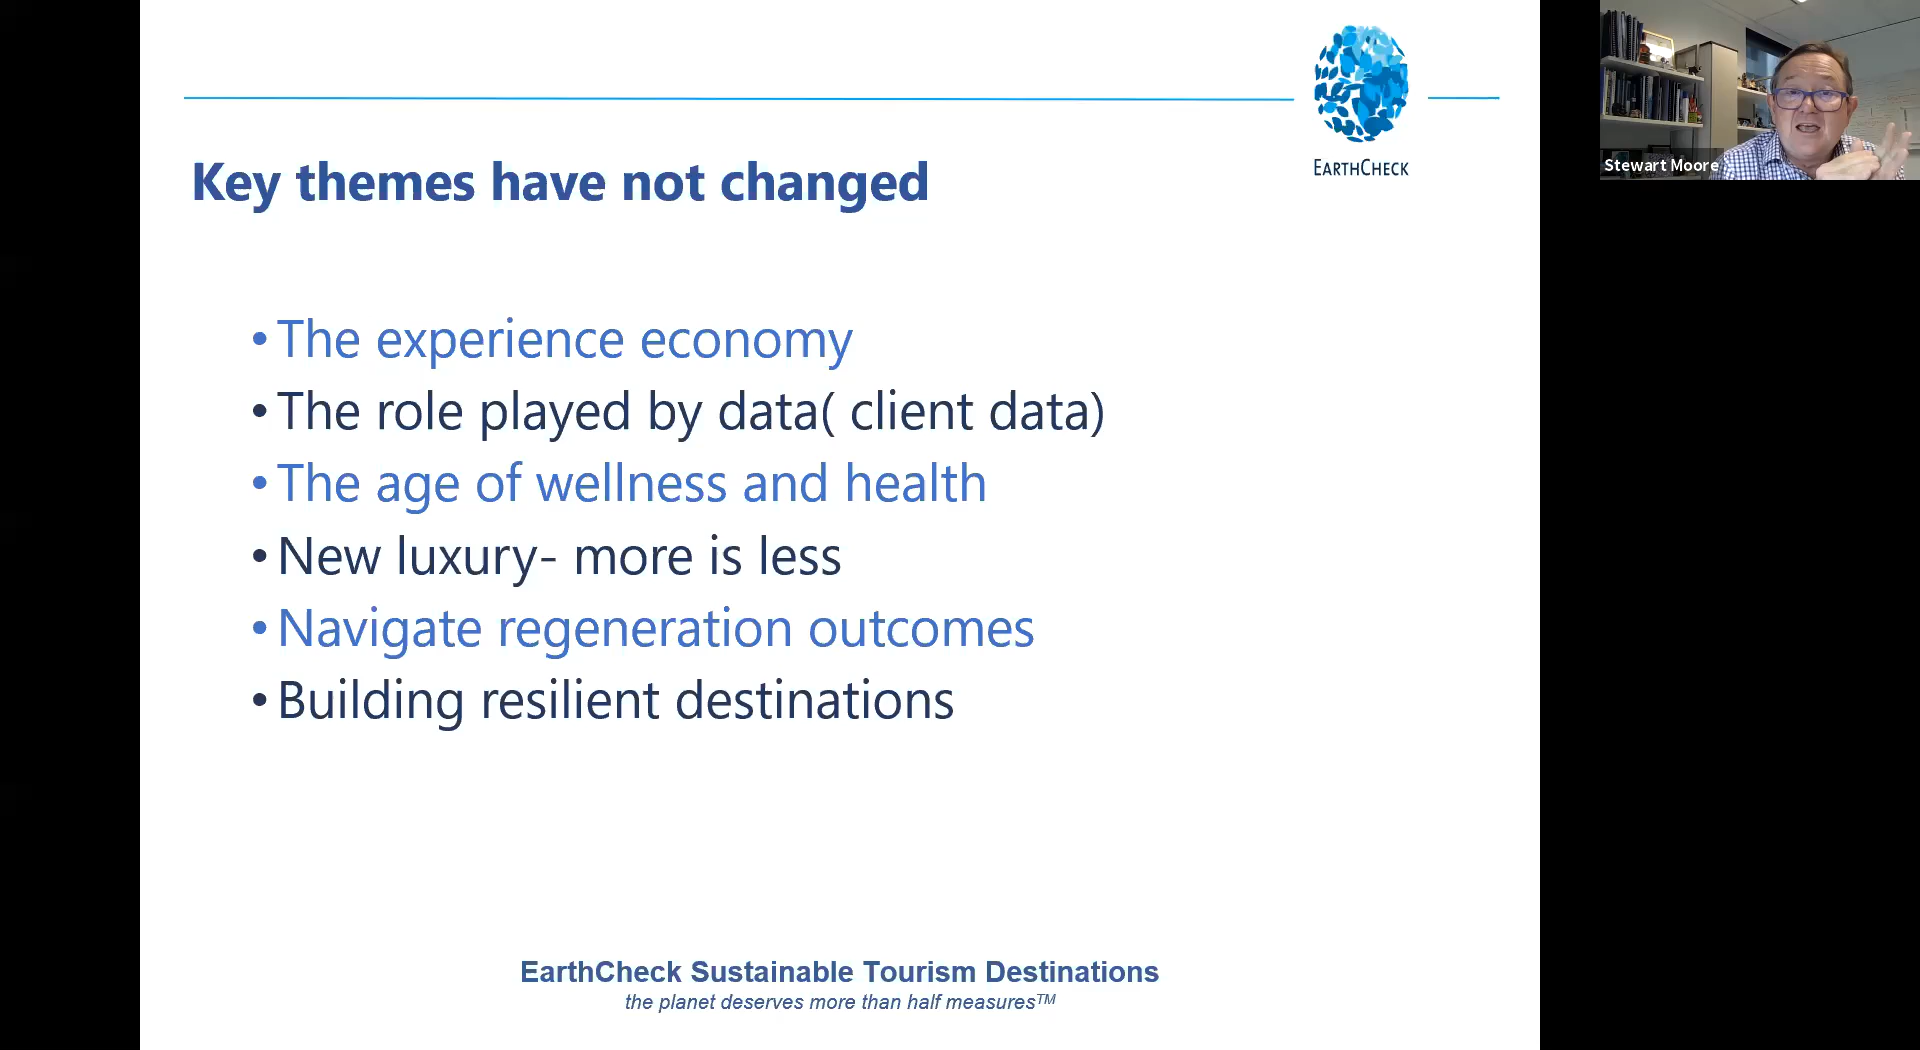 EARTHCHECK
Key themes have not changed
• The experience economy
• The role played by data( client data)
• The age of wellness and health
• New luxury- more is less
• Navigate regeneration outcomes
• Building resilient destinations
EarthCheck Sustainable Tourism Destinations
the planet deserves more than half measures™
Stewart Moore